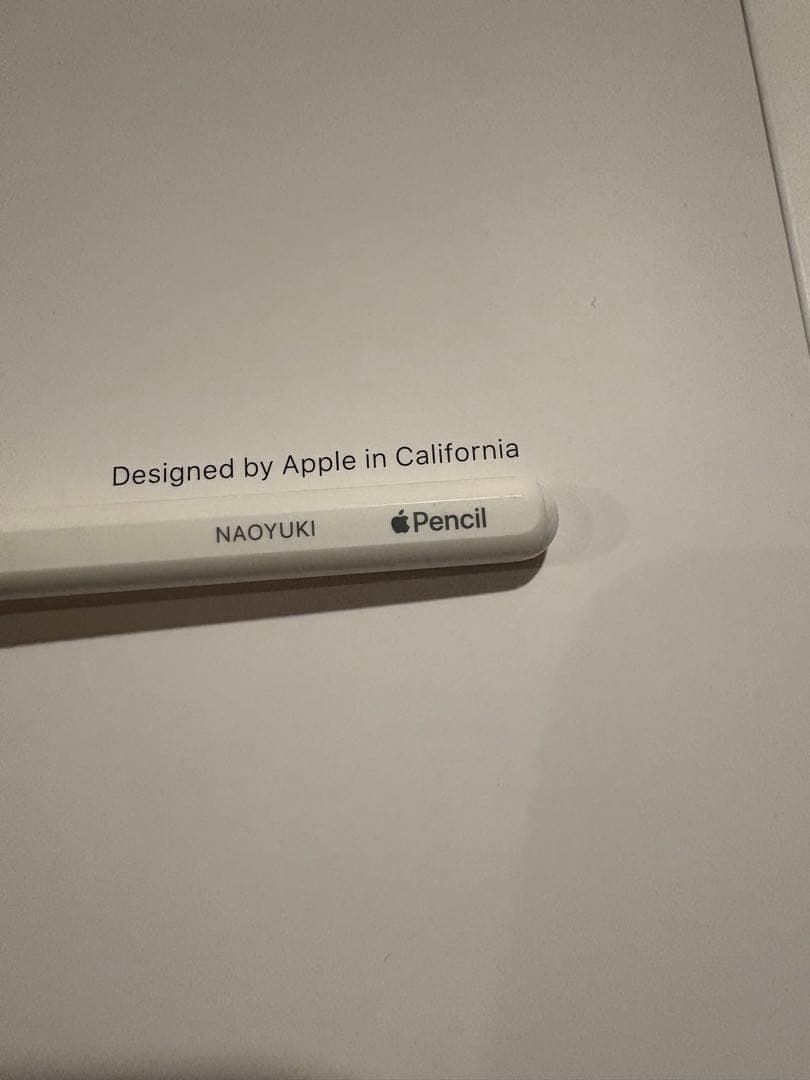 Designed by Apple in California
NAOYUKI Pencil